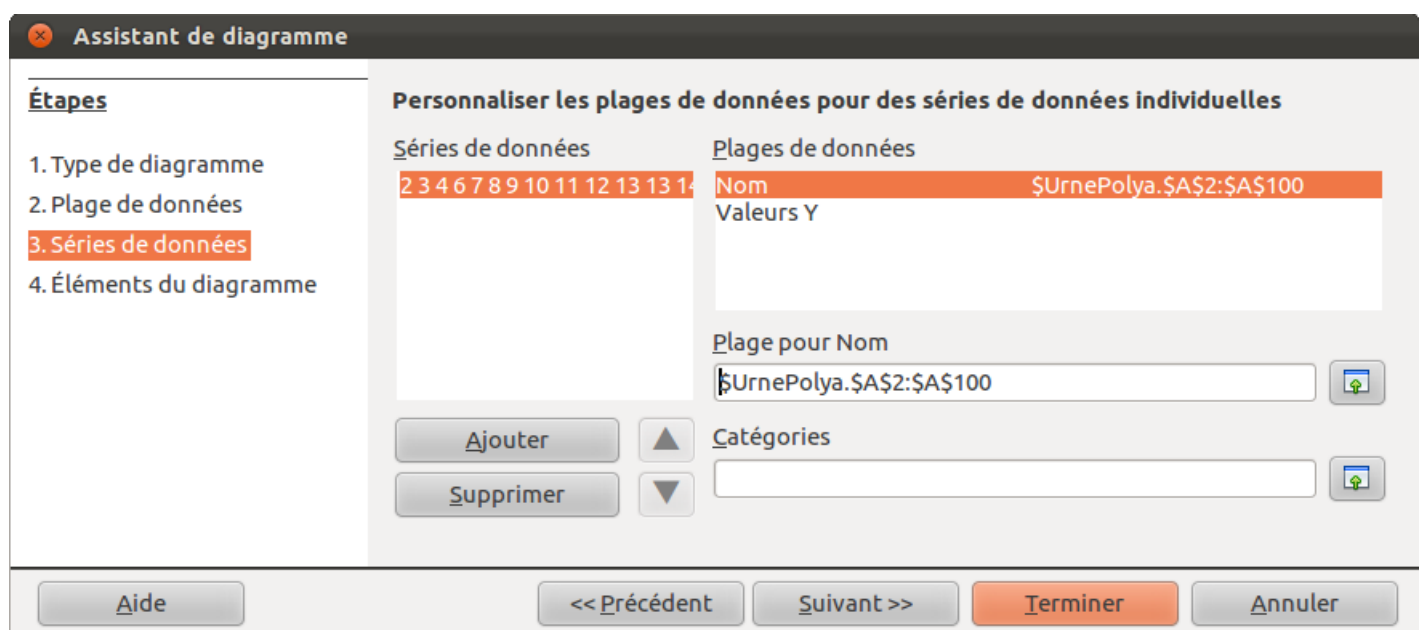 Assistant de diagramme
Étapes
1. Type de diagramme
2. Plage de données
3. Séries de données
4. Éléments du diagramme
Personnaliser les plages de données pour des séries de données individuelles
Séries de données
2 3 4 6 7 8 9 10 11 12 13 13 14
Ajouter
Supprimer
Plages de données
Nom $UrnePolya.$A$2:$A$100
Valeurs Y
Plage pour Nom
$UrnePolya.$A$2:$A$100
Catégories
Aide
<< Précédent
Suivant >>
Terminer
Annuler